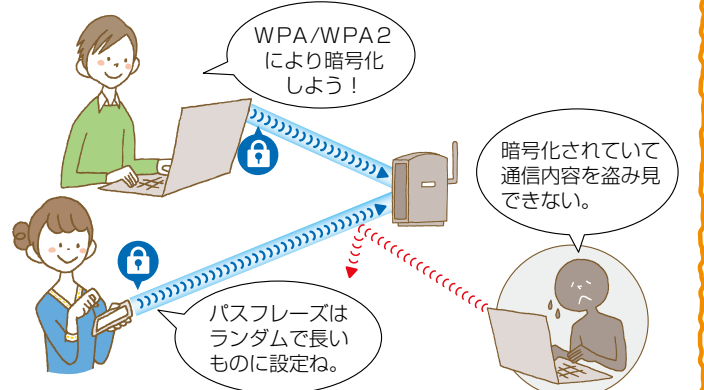 WPA/WPA2
により暗号化
しよう！
暗号化されていて
通信内容を盗み見
できない。
パスフレーズは
ランダムで長い
ものに設定ね。